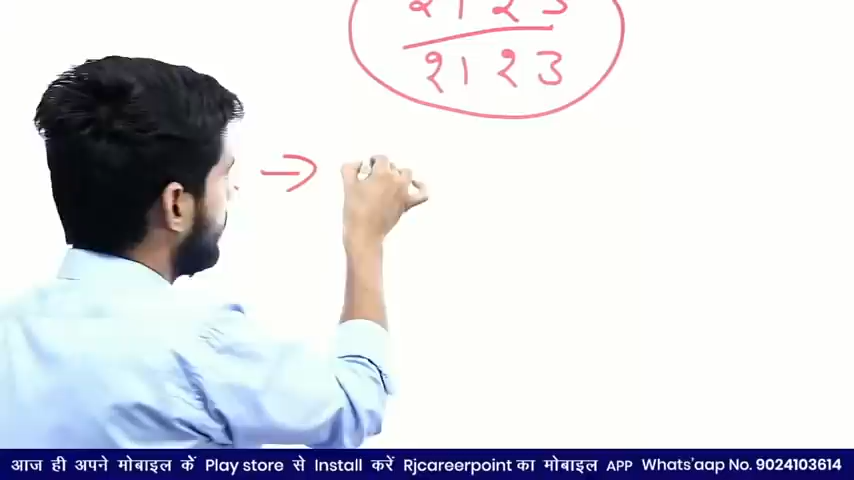 २१२३
२१२३
→
आज ही अपने मोबाइल के Play store से Install करें Rjcareerpoint का मोबाइल APP Whats'aap No. 9024103614